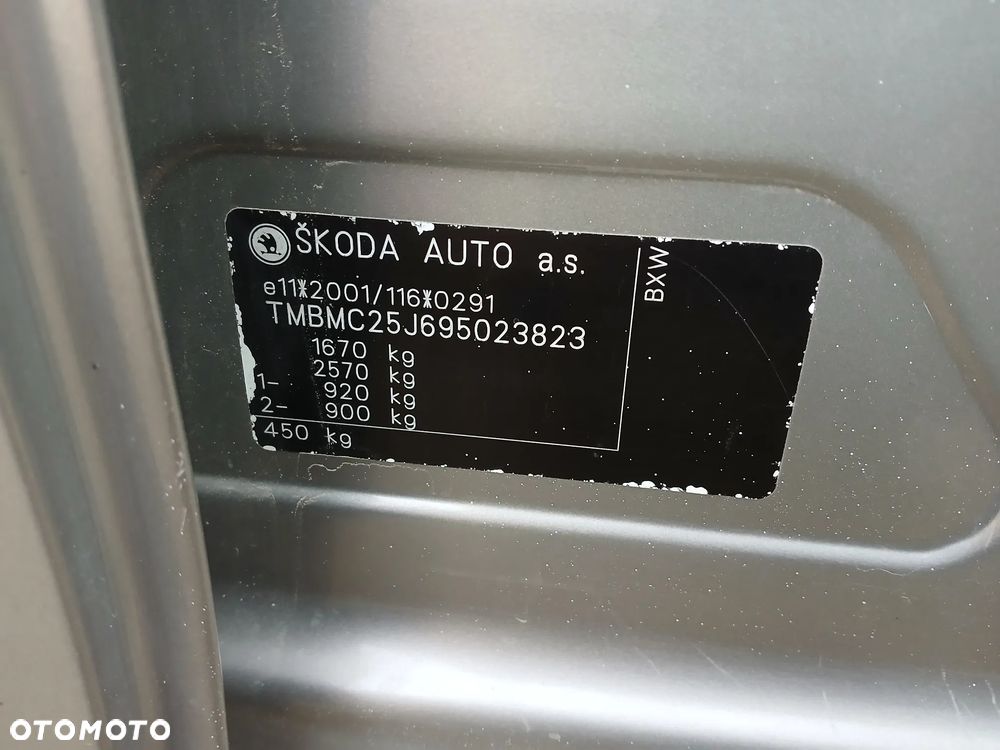 ŠKODA AUTO a.s.
e11*2001/116*0291
TMBMC25J695023823
1670 kg
2570 kg
1- 920 kg
2- 900 kg
450 kg
BXW
OTOMOTO